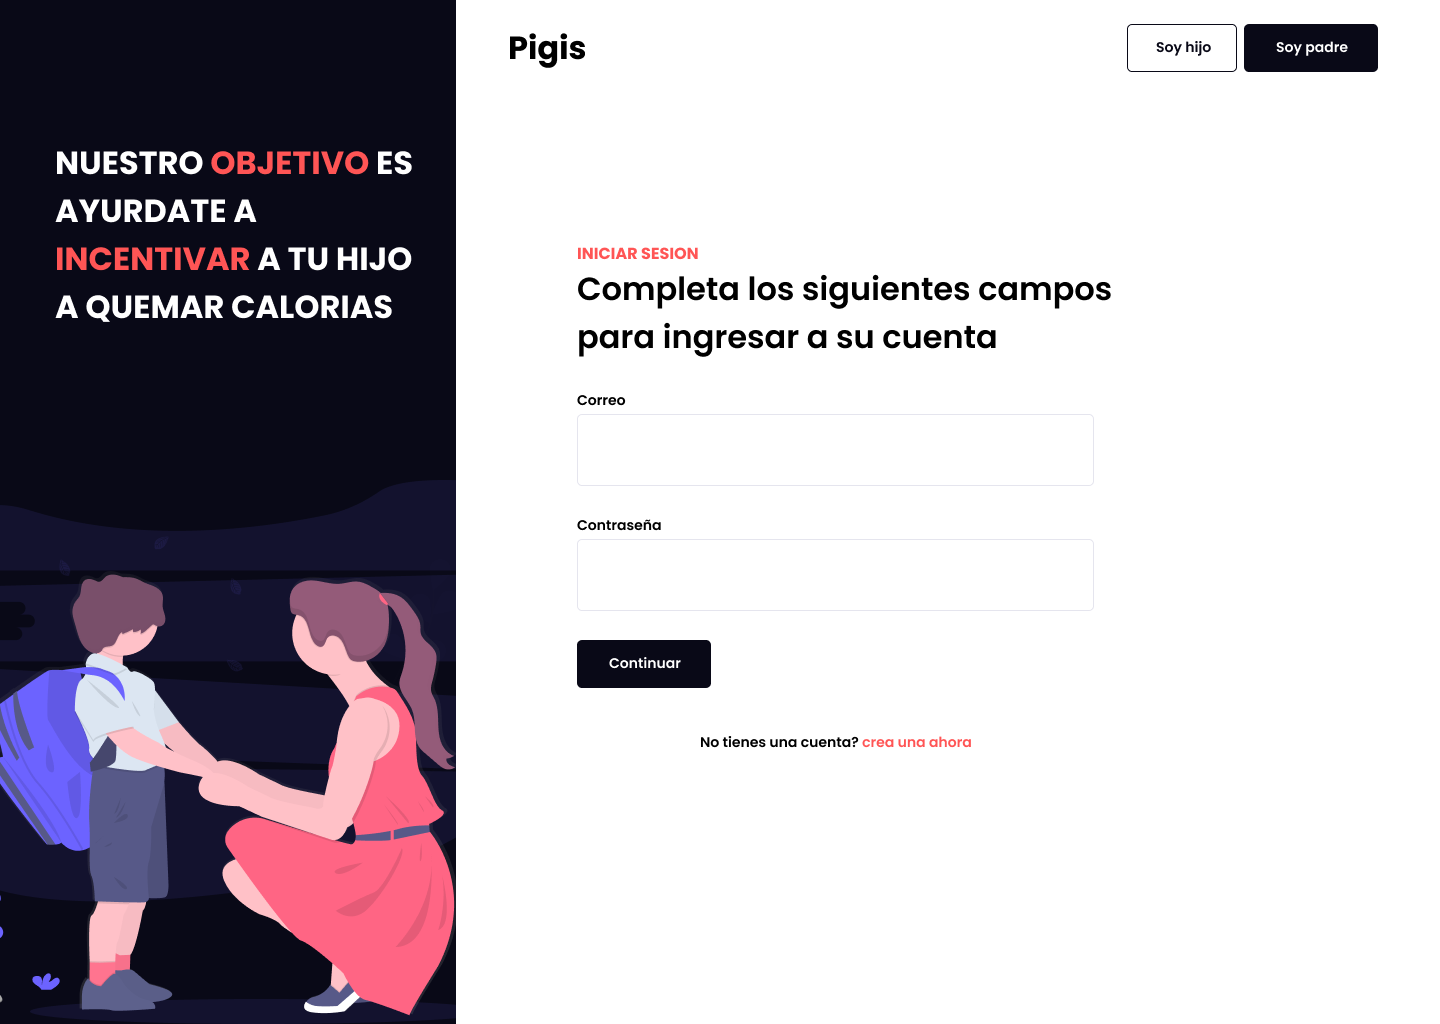 NUESTRO OBJETIVO ES
AYURDATE A
INCENTIVAR A TU HIJO
A QUEMAR CALORIAS
Pigis
Soy hijo
Soy padre
INICIAR SESION
Completa los siguientes campos
para ingresar a su cuenta
Correo
Contraseña
Continuar
No tienes una cuenta? crea una ahora